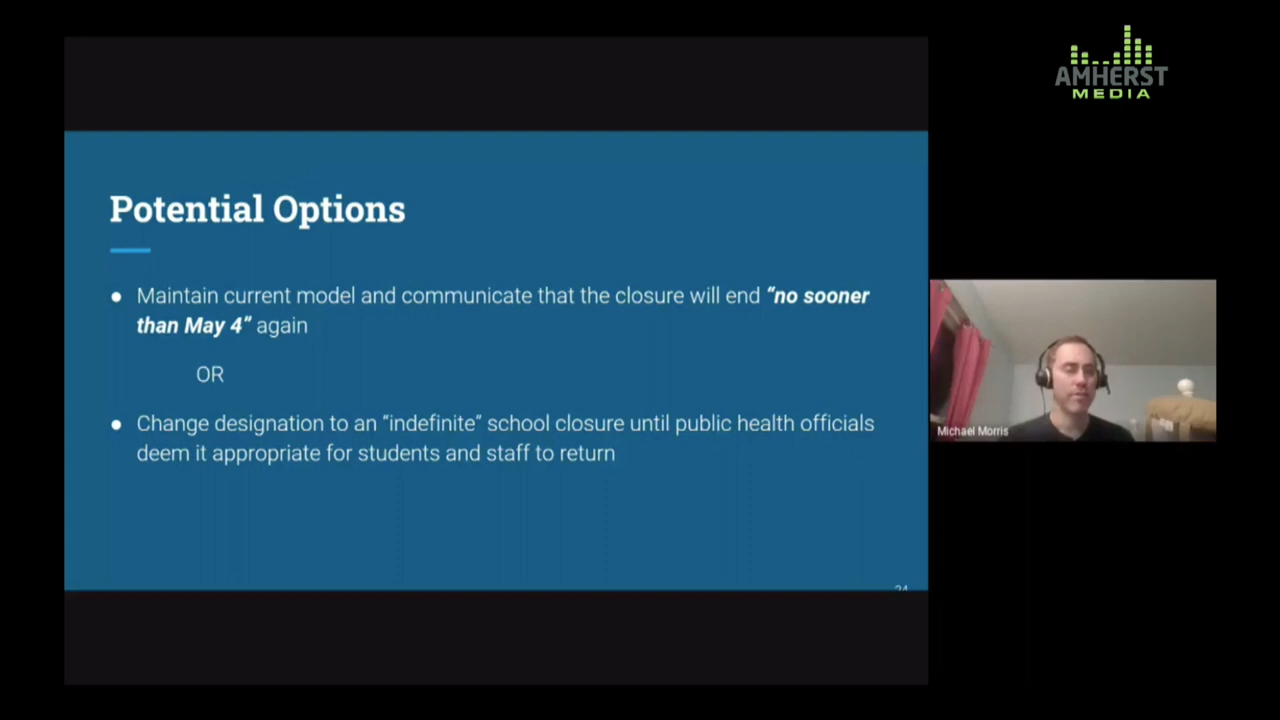 AMHERST
MEDIA
Potential Options
● Maintain current model and communicate that the closure will end “no sooner
than May 4” again
OR
● Change designation to an “indefinite” school closure until public health officials
deem it appropriate for students and staff to return
Michael Morris
24